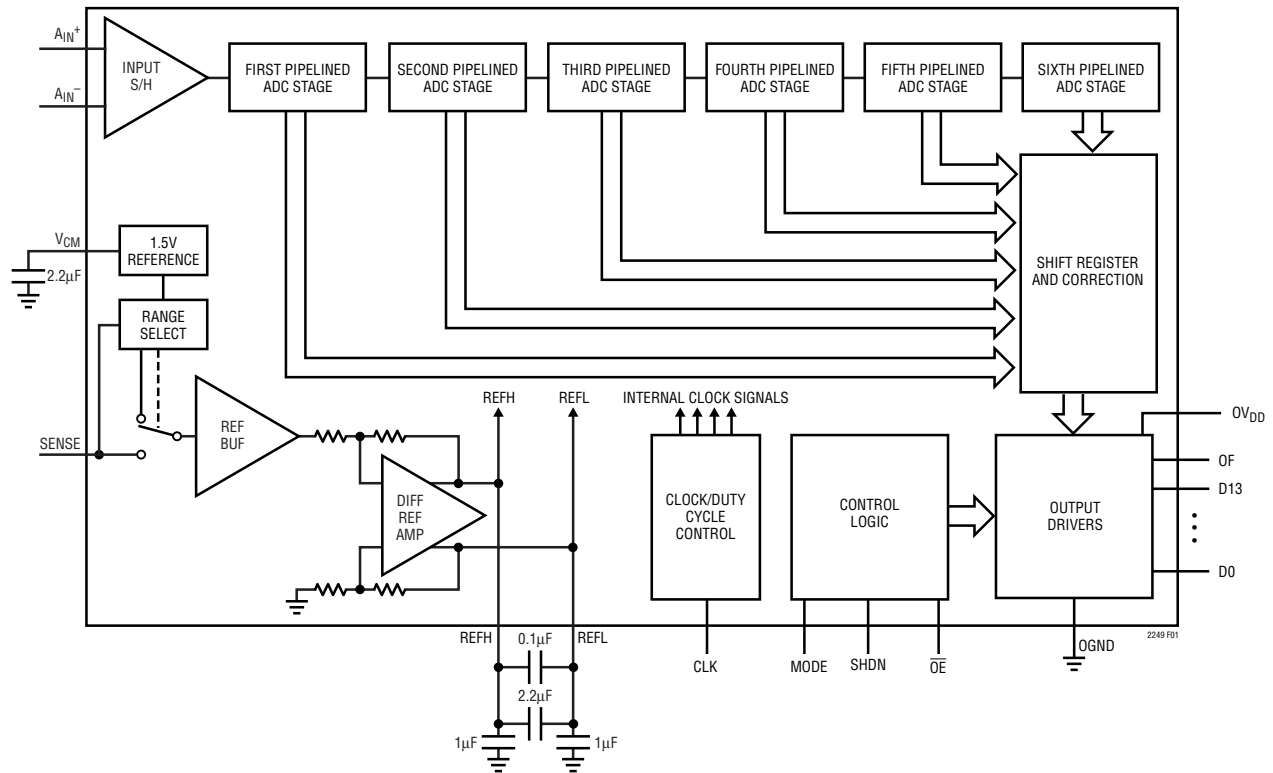 AIN+
AIN−
INPUT
S/H
FIRST PIPELINED
ADC STAGE
SECOND PIPELINED
ADC STAGE
THIRD PIPELINED
ADC STAGE
FOURTH PIPELINED
ADC STAGE
FIFTH PIPELINED
ADC STAGE
SIXTH PIPELINED
ADC STAGE
SHIFT REGISTER
AND CORRECTION
VCM
2.2µF
1.5V
REFERENCE
RANGE
SELECT
SENSE
REF
BUF
DIFF
REF
AMP
REFH
REFL
INTERNAL CLOCK SIGNALS
CLOCK/DUTY
CYCLE
CONTROL
CONTROL
LOGIC
OUTPUT
DRIVERS
OVDD
OF
D13
D0
OGND
2249 F01
REFH
REFL
0.1µF
2.2µF
1µF
1µF
CLK
MODE
SHDN
O̅E̅